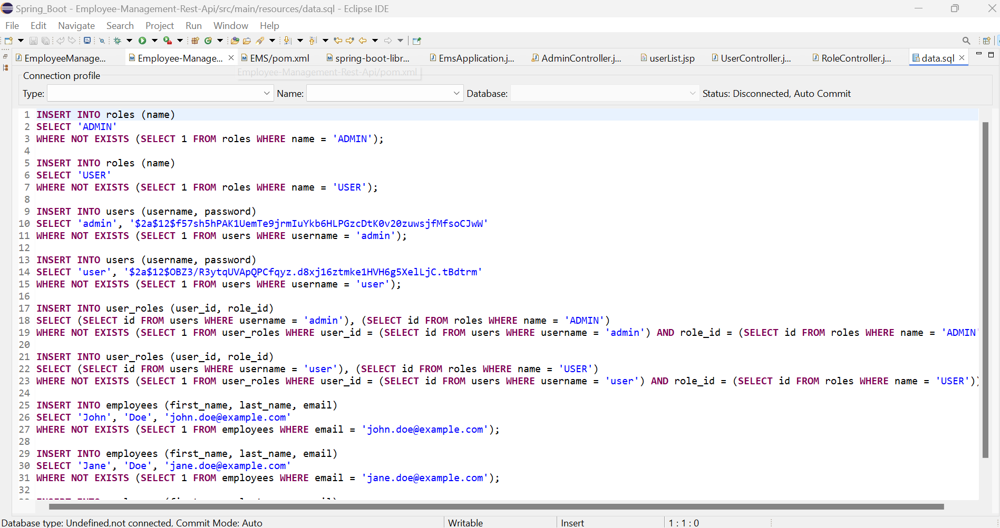 Spring_Boot - Employee-Management-Rest-Api/src/main/resources/data.sql - Eclipse IDE
File Edit Navigate Search Project Run Window Help
EmployeeManage... Employee-Manage... EMS/pom.xml spring-boot-libr... EmsApplication.j... AdminController.j... userList.jsp UserController.j... RoleController.j... data.sql
Employee-Management-Rest-Api/pom.xml
Connection profile
Type: Name: Database: Status: Disconnected, Auto Commit
1 INSERT INTO roles (name)
2 SELECT 'ADMIN'
3 WHERE NOT EXISTS (SELECT 1 FROM roles WHERE name = 'ADMIN');
4
5 INSERT INTO roles (name)
6 SELECT 'USER'
7 WHERE NOT EXISTS (SELECT 1 FROM roles WHERE name = 'USER');
8
9 INSERT INTO users (username, password)
10 SELECT 'admin', '$2a$12$f57sh5hPAK1UemTe9jrmIuYkb6HLPGzcDtK0v20zuwsjfMfsoCJwW'
11 WHERE NOT EXISTS (SELECT 1 FROM users WHERE username = 'admin');
12
13 INSERT INTO users (username, password)
14 SELECT 'user', '$2a$12$OBZ3/R3ytqUVApQPCfqyz.d8xj16ztmke1HVH6g5XelLjC.tBdtrm'
15 WHERE NOT EXISTS (SELECT 1 FROM users WHERE username = 'user');
16
17 INSERT INTO user_roles (user_id, role_id)
18 SELECT (SELECT id FROM users WHERE username = 'admin'), (SELECT id FROM roles WHERE name = 'ADMIN')
19 WHERE NOT EXISTS (SELECT 1 FROM user_roles WHERE user_id = (SELECT id FROM users WHERE username = 'admin') AND role_id = (SELECT id FROM roles WHERE name = 'ADMIN'
20
21 INSERT INTO user_roles (user_id, role_id)
22 SELECT (SELECT id FROM users WHERE username = 'user'), (SELECT id FROM roles WHERE name = 'USER')
23 WHERE NOT EXISTS (SELECT 1 FROM user_roles WHERE user_id = (SELECT id FROM users WHERE username = 'user') AND role_id = (SELECT id FROM roles WHERE name = 'USER'))
24
25 INSERT INTO employees (first_name, last_name, email)
26 SELECT 'John', 'Doe', 'john.doe@example.com'
27 WHERE NOT EXISTS (SELECT 1 FROM employees WHERE email = 'john.doe@example.com');
28
29 INSERT INTO employees (first_name, last_name, email)
30 SELECT 'Jane', 'Doe', 'jane.doe@example.com'
31 WHERE NOT EXISTS (SELECT 1 FROM employees WHERE email = 'jane.doe@example.com');
32
Database type: Undefined,not connected, Commit Mode: Auto Writable Insert 1 : 1 : 0